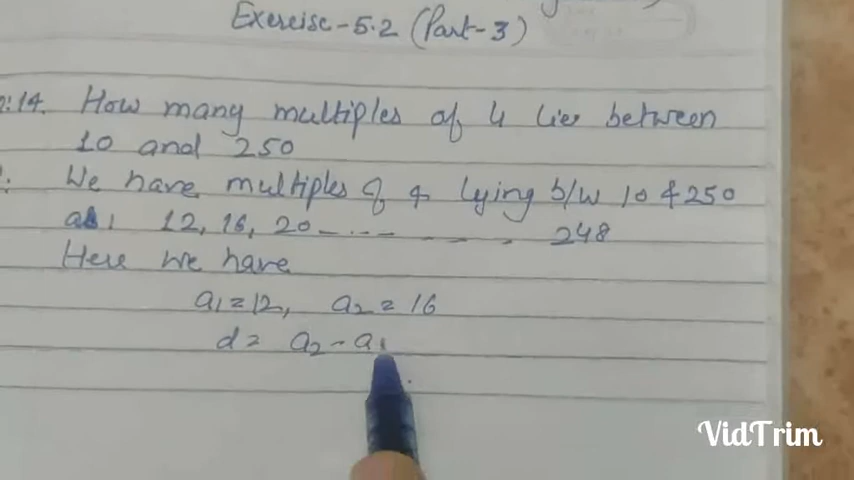 Exercise-5.2 (Part-3)
:14. How many multiples of 4 lies between
10 and 250
: We have multiples of 4 lying b/w 10 & 250
as, 12, 16, 20 - - - - - - - 248
Here we have
a1 = 12, a2 = 16
d = a2 - a1
VidTrim